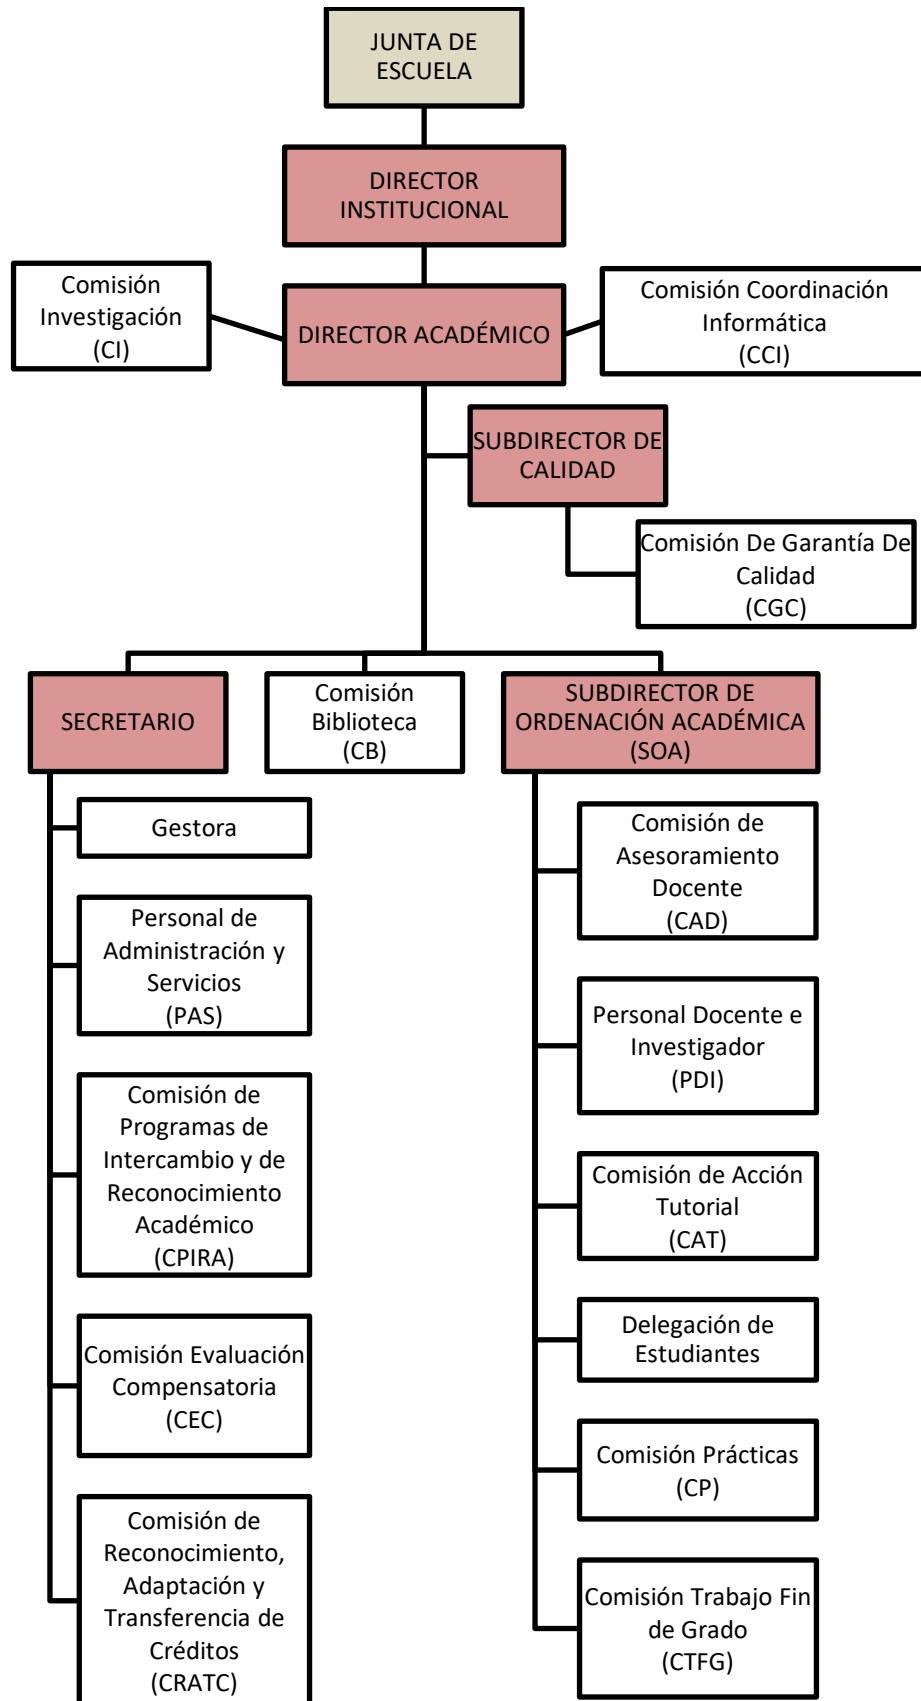 JUNTA DE
ESCUELA
DIRECTOR
INSTITUCIONAL
Comisión
Investigación
(CI)
DIRECTOR ACADÉMICO
Comisión Coordinación
Informática
(CCI)
SUBDIRECTOR DE
CALIDAD
Comisión De Garantía De
Calidad
(CGC)
SECRETARIO
Comisión
Biblioteca
(CB)
SUBDIRECTOR DE
ORDENACIÓN ACADÉMICA
(SOA)
Gestora
Personal de
Administración y
Servicios
(PAS)
Comisión de
Programas de
Intercambio y de
Reconocimiento
Académico
(CPIRA)
Comisión Evaluación
Compensatoria
(CEC)
Comisión de
Reconocimiento,
Adaptación y
Transferencia de
Créditos
(CRATC)
Comisión de
Asesoramiento
Docente
(CAD)
Personal Docente e
Investigador
(PDI)
Comisión de Acción
Tutorial
(CAT)
Delegación de
Estudiantes
Comisión Prácticas
(CP)
Comisión Trabajo Fin
de Grado
(CTFG)